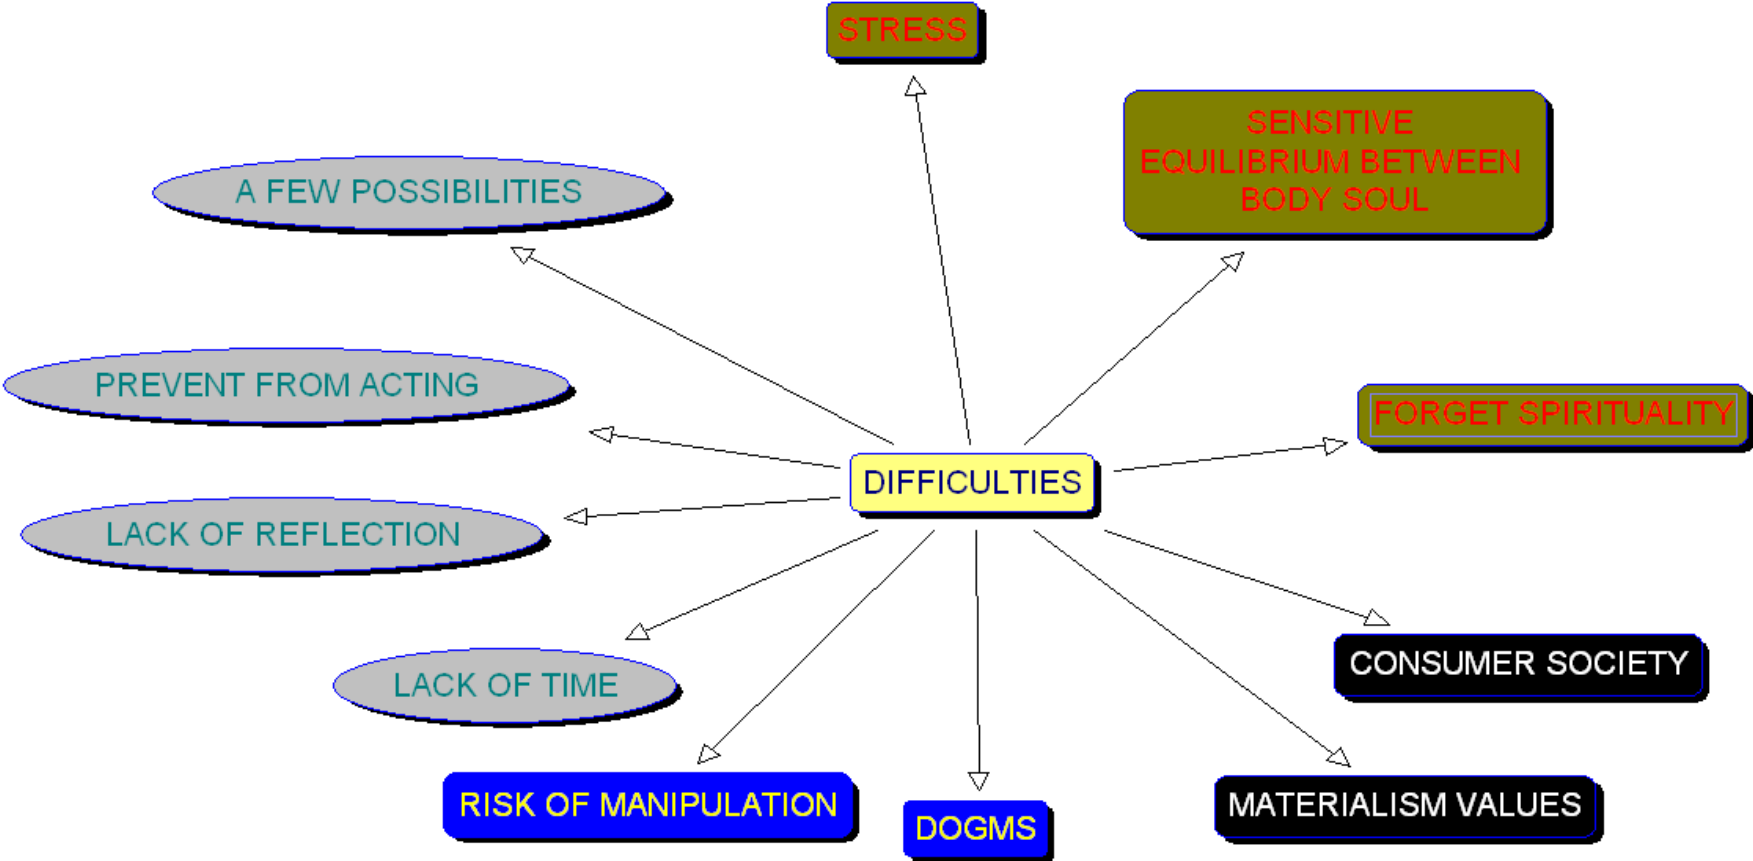 STRESS
SENSITIVE
EQUILIBRIUM BETWEEN
BODY SOUL
A FEW POSSIBILITIES
PREVENT FROM ACTING
FORGET SPIRITUALITY
DIFFICULTIES
LACK OF REFLECTION
CONSUMER SOCIETY
LACK OF TIME
RISK OF MANIPULATION
DOGMS
MATERIALISM VALUES